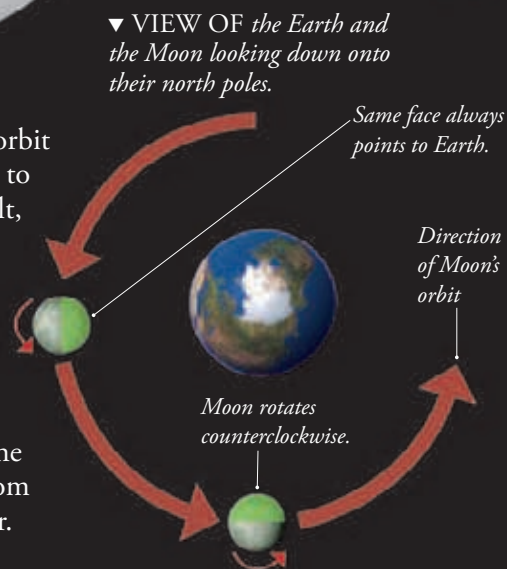 ▼ VIEW OF the Earth and
the Moon looking down onto
their north poles.
Same face always
points to Earth.
Direction
of Moon's
orbit
Moon rotates
counterclockwise.
orbit
to
lt,
ne
om
r.